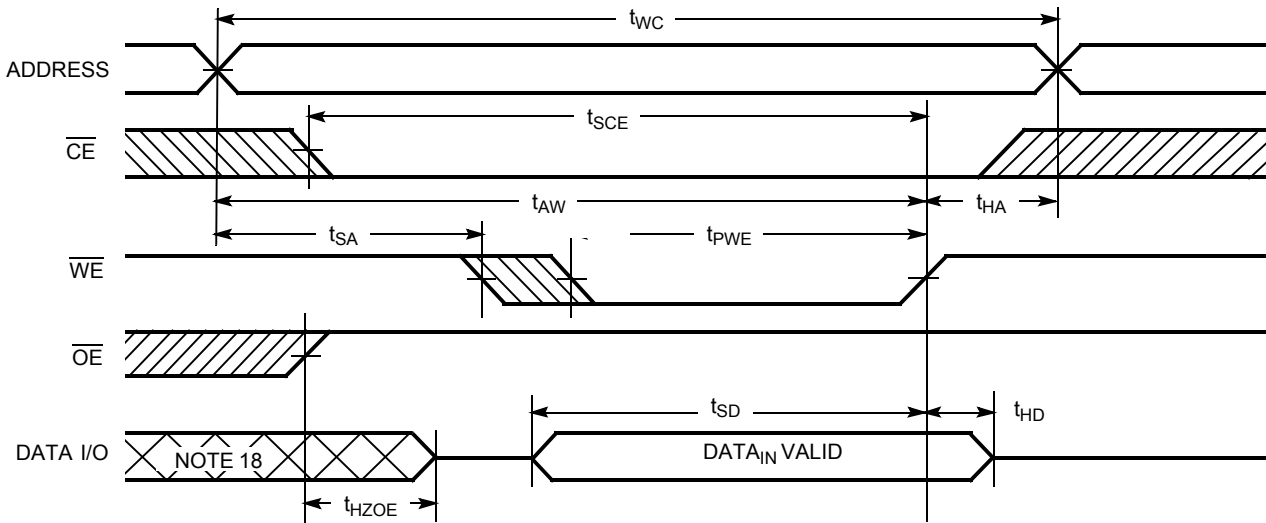 tWC
ADDRESS
tSCE
CE
tAW
tHA
tSA
tPWE
WE
OE
tSD
tHD
DATA I/O
NOTE 18
DATAIN VALID
tHZOE